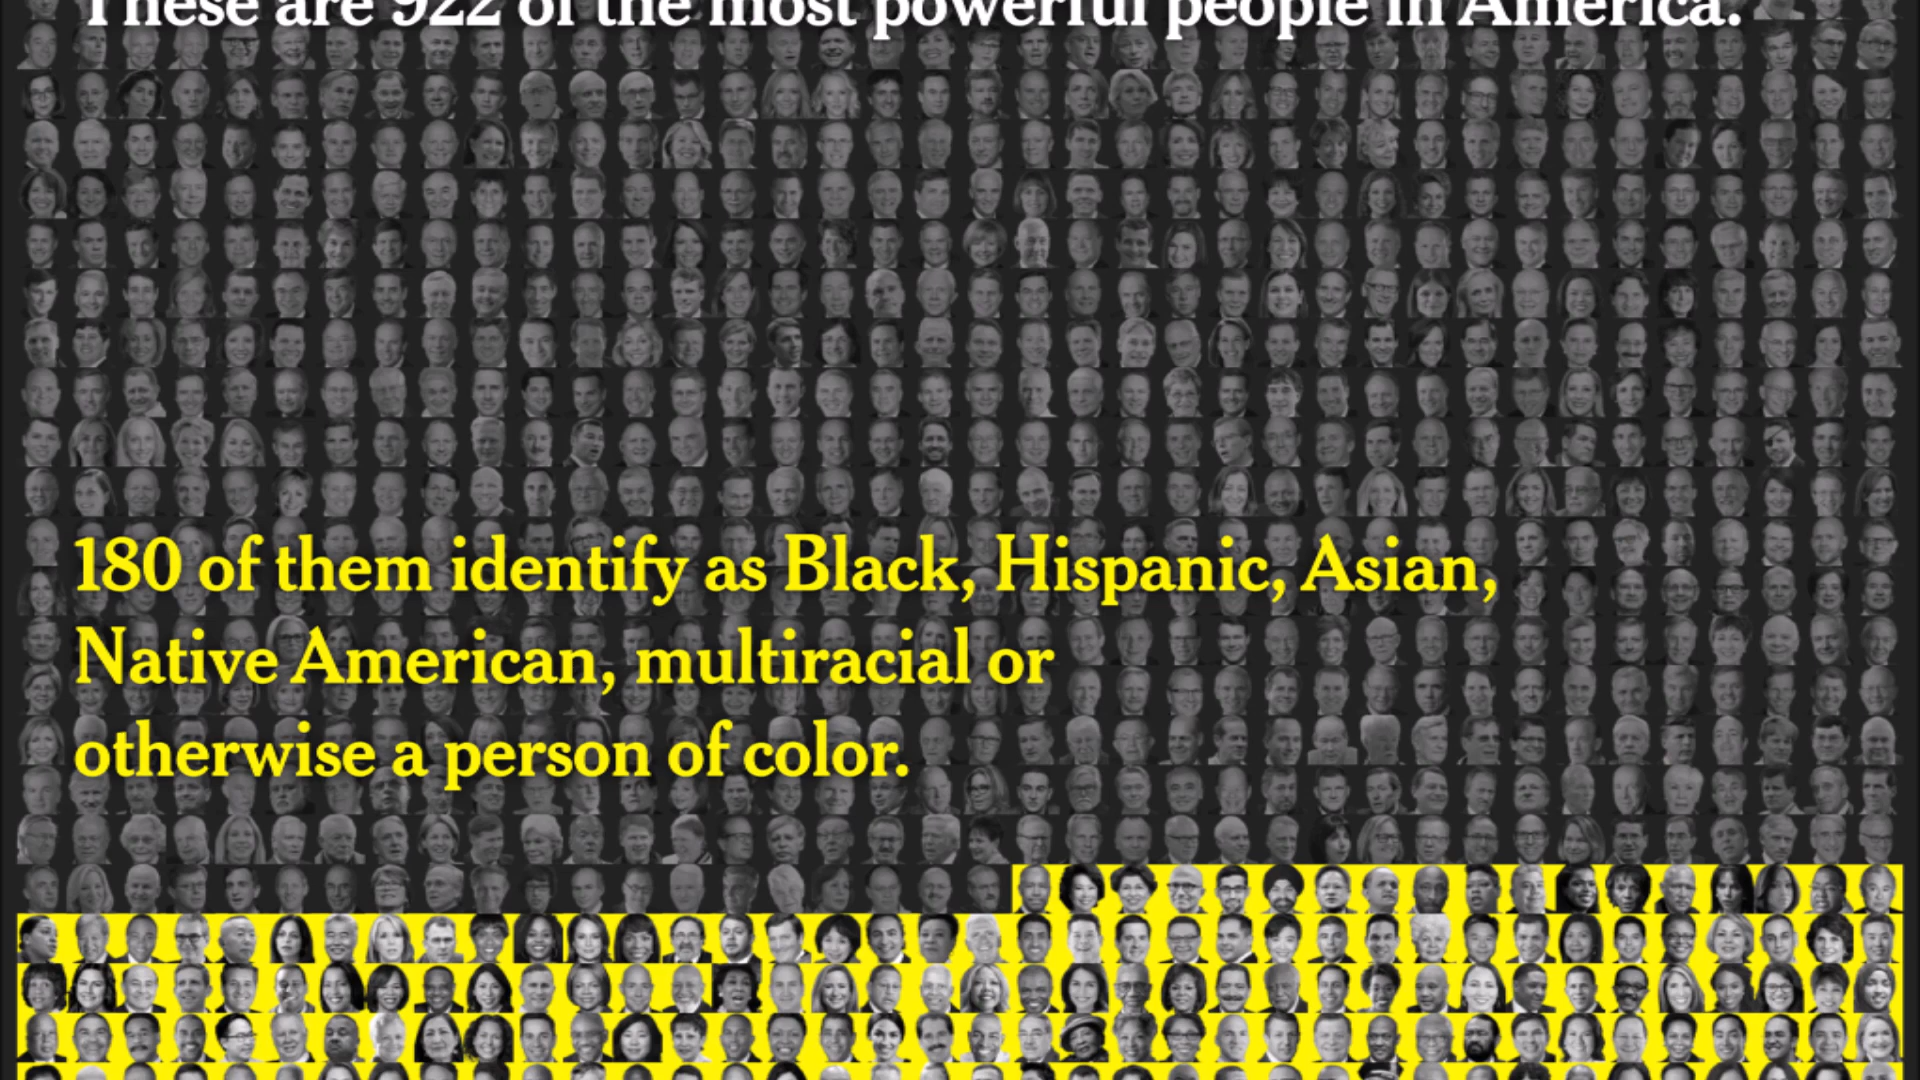 These are 922 of the most powerful people in America.
180 of them identify as Black, Hispanic, Asian,
Native American, multiracial or
otherwise a person of color.